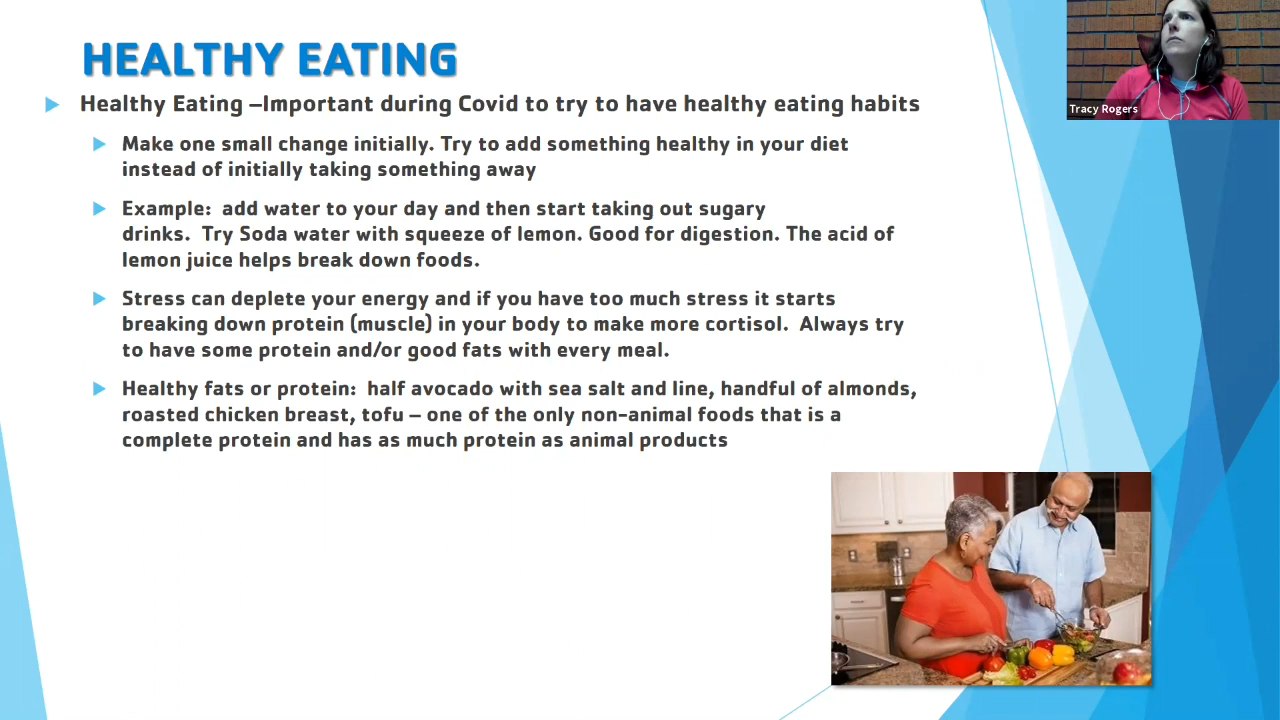 HEALTHY EATING
Healthy Eating –Important during Covid to try to have healthy eating habits
Make one small change initially. Try to add something healthy in your diet
instead of initially taking something away
Example:  add water to your day and then start taking out sugary
drinks.  Try Soda water with squeeze of lemon. Good for digestion. The acid of
lemon juice helps break down foods.
Stress can deplete your energy and if you have too much stress it starts
breaking down protein (muscle) in your body to make more cortisol.  Always try
to have some protein and/or good fats with every meal.
Healthy fats or protein:  half avocado with sea salt and line, handful of almonds,
roasted chicken breast, tofu – one of the only non-animal foods that is a
complete protein and has as much protein as animal products
Tracy Rogers